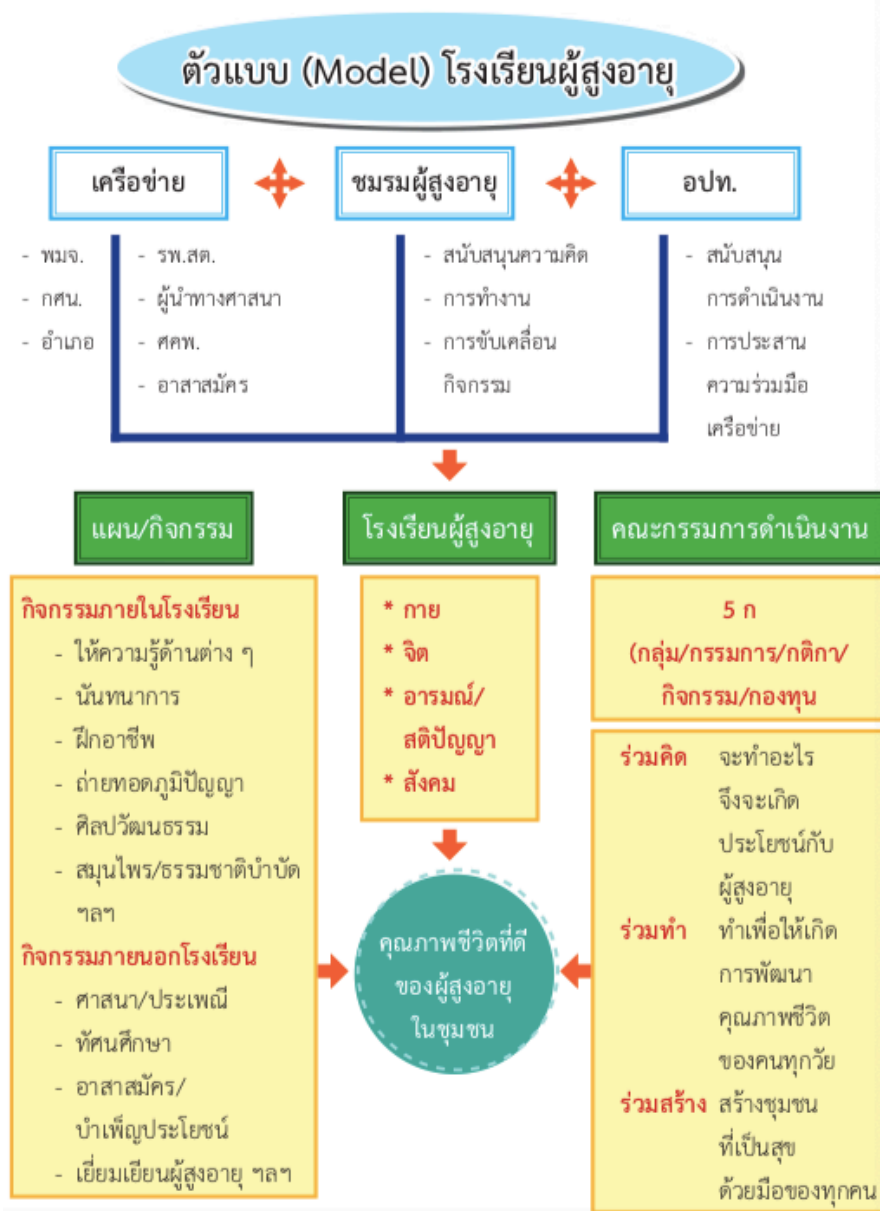 ตัวแบบ (Model) โรงเรียนผู้สูงอายุ
เครือข่าย
ชมรมผู้สูงอายุ
อปท.
- พมจ.
- กศน.
- อำเภอ
- รพ.สต.
- ผู้นำทางศาสนา
- ศคพ.
- อาสาสมัคร
- สนับสนุนความคิด
- การทำงาน
- การขับเคลื่อน
กิจกรรม
- สนับสนุน
การดำเนินงาน
- การประสาน
ความร่วมมือ
เครือข่าย
แผน/กิจกรรม
กิจกรรมภายในโรงเรียน
- ให้ความรู้ด้านต่าง ๆ
- นันทนาการ
- ฝึกอาชีพ
- ถ่ายทอดภูมิปัญญา
- ศิลปวัฒนธรรม
- สมุนไพร/ธรรมชาติบำบัด
ฯลฯ
กิจกรรมภายนอกโรงเรียน
- ศาสนา/ประเพณี
- ทัศนศึกษา
- อาสาสมัคร/
บำเพ็ญประโยชน์
- เยี่ยมเยียนผู้สูงอายุ ฯลฯ
โรงเรียนผู้สูงอายุ
* กาย
* จิต
* อารมณ์/
สติปัญญา
* สังคม
คุณภาพชีวิตที่ดี
ของผู้สูงอายุ
ในชุมชน
คณะกรรมการดำเนินงาน
5 ก
(กลุ่ม/กรรมการ/กติกา/
กิจกรรม/กองทุน
ร่วมคิด จะทำอะไร
จึงจะเกิด
ประโยชน์กับ
ผู้สูงอายุ
ร่วมทำ ทำเพื่อให้เกิด
การพัฒนา
คุณภาพชีวิต
ของคนทุกวัย
ร่วมสร้าง สร้างชุมชน
ที่เป็นสุข
ด้วยมือของทุกคน